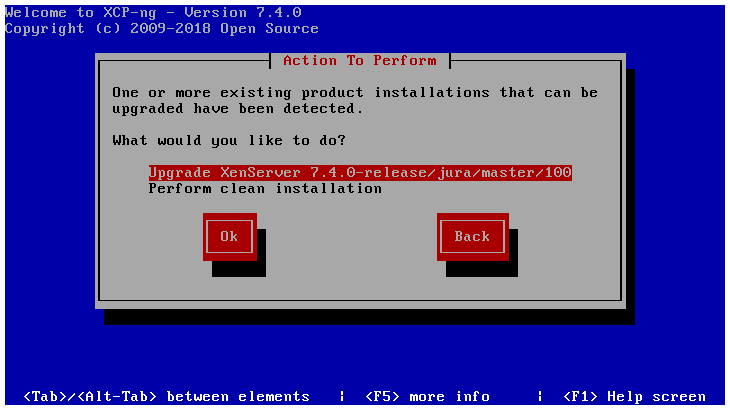 Welcome to XCP-ng - Version 7.4.0
Copyright (c) 2009-2018 Open Source
Action To Perform
One or more existing product installations that can be
upgraded have been detected.
What would you like to do?
Upgrade XenServer 7.4.0-release/jura/master/100
Perform clean installation
Ok Back
<Tab>/<Alt-Tab> between elements | <F5> more info | <F1> Help screen